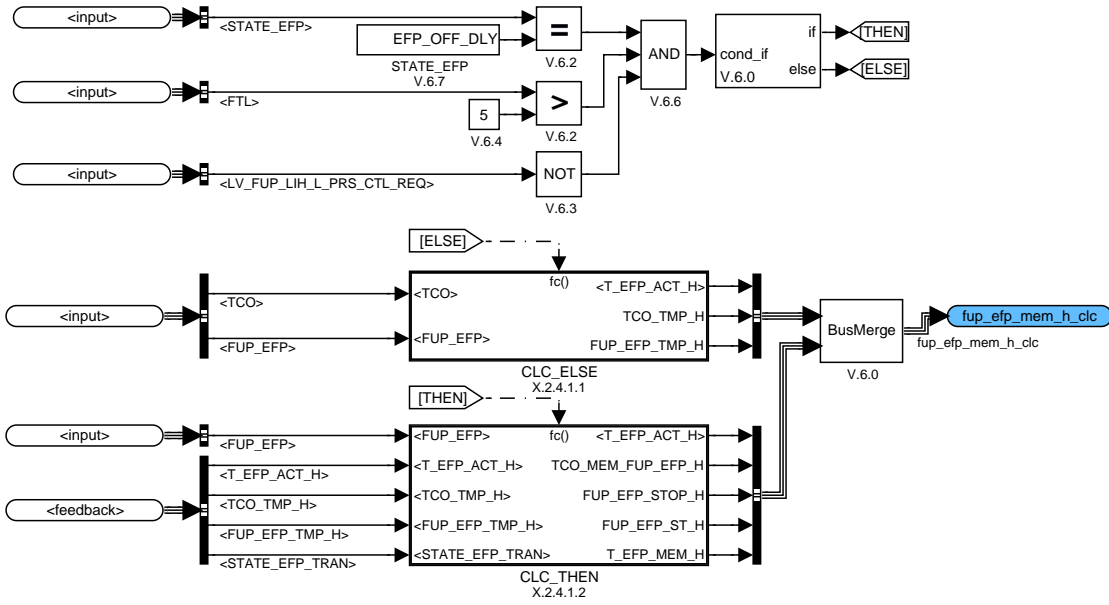 <input>
<STATE_EFP>
EFP_OFF_DLY
STATE_EFP
V.6.7
=
V.6.2
<input>
<FTL>
5
V.6.4
>
V.6.2
<input>
<LV_FUP_LIH_L_PRS_CTL_REQ>
NOT
V.6.3
AND
V.6.6
cond_if
V.6.0
if
else
[THEN]
[ELSE]
[ELSE]
<input>
<TCO>
<FUP_EFP>
fc()
<TCO>
<FUP_EFP>
<T_EFP_ACT_H>
TCO_TMP_H
FUP_EFP_TMP_H
CLC_ELSE
X.2.4.1.1
BusMerge
V.6.0
fup_efp_mem_h_clc
fup_efp_mem_h_clc
[THEN]
<input>
<FUP_EFP>
<feedback>
<T_EFP_ACT_H>
<TCO_TMP_H>
<FUP_EFP_TMP_H>
<STATE_EFP_TRAN>
fc()
<FUP_EFP>
<T_EFP_ACT_H>
<TCO_TMP_H>
<FUP_EFP_TMP_H>
<STATE_EFP_TRAN>
<T_EFP_ACT_H>
TCO_MEM_FUP_EFP_H
FUP_EFP_STOP_H
FUP_EFP_ST_H
T_EFP_MEM_H
CLC_THEN
X.2.4.1.2